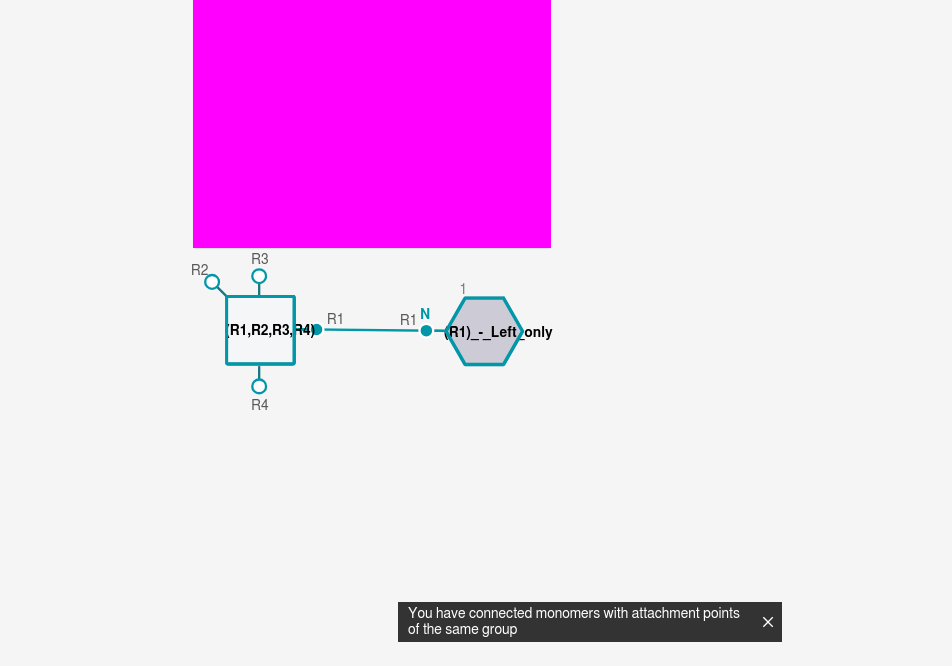 R3
R2
1
N
R1
R1
(R1,R2,R3,R4)
(R1)_-_Left_only
R4
You have connected monomers with attachment points
of the same group